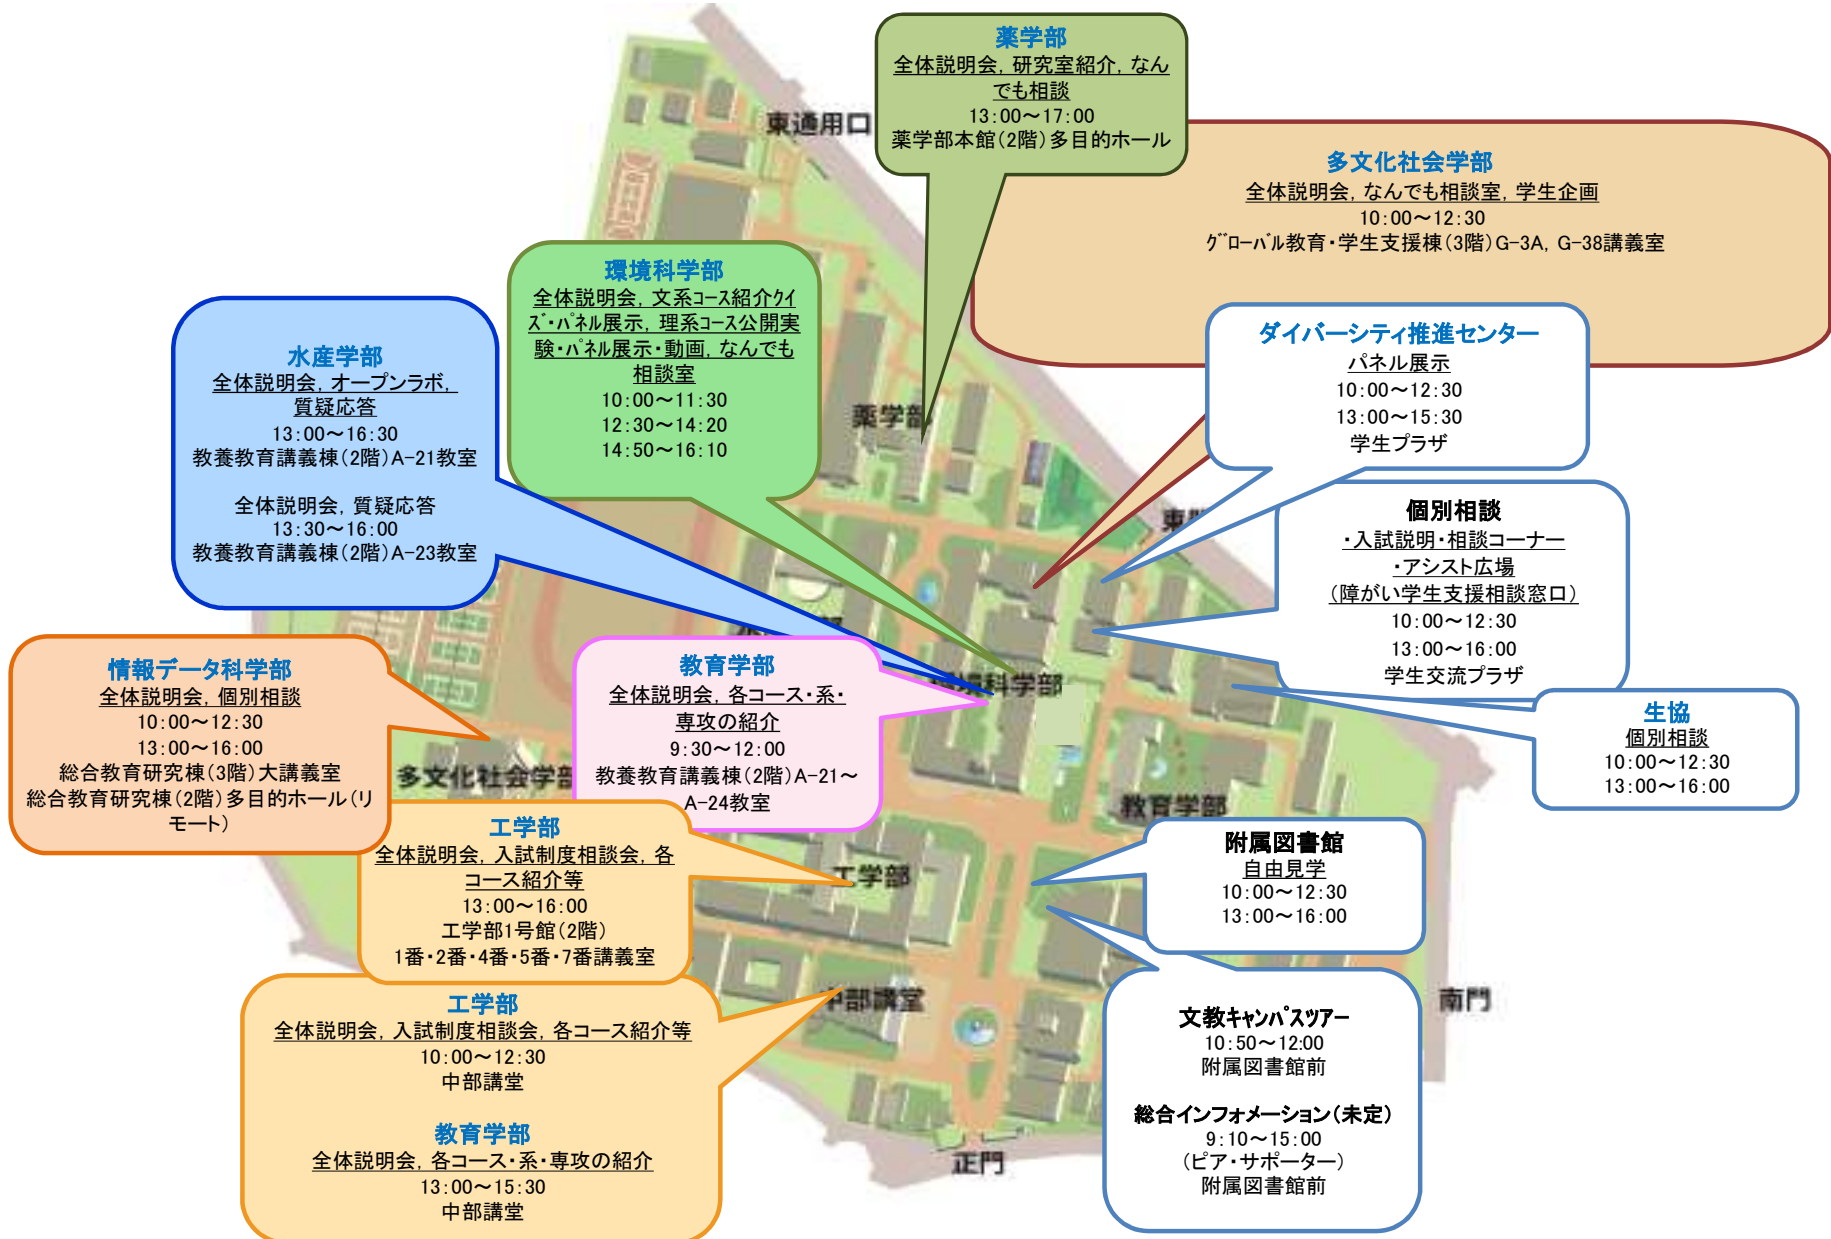 薬学部
全体説明会, 研究室紹介, なん
でも相談
13:00～17:00
薬学部本館(2階)多目的ホール
東通用口
多文化社会学部
全体説明会, なんでも相談室, 学生企画
10:00～12:30
ｸﾞﾛｰﾊﾞﾙ教育・学生支援棟(3階)G-3A, G-38講義室
環境科学部
全体説明会, 文系ｺｰｽ紹介ｸｲ
ｽﾞ・ﾊﾟﾈﾙ展示, 理系ｺｰｽ公開実
験・ﾊﾟﾈﾙ展示・動画, なんでも
相談室
10:00～11:30
12:30～14:20
14:50～16:10
水産学部
全体説明会, オープンラボ,
質疑応答
13:00～16:30
教養教育講義棟(2階)A-21教室
全体説明会, 質疑応答
13:30～16:00
教養教育講義棟(2階)A-23教室
ダイバーシティ推進センター
パネル展示
10:00～12:30
13:00～15:30
学生プラザ
薬学部
個別相談
・入試説明・相談コーナー
・アシスト広場
(障がい学生支援相談窓口)
10:00～12:30
13:00～16:00
学生交流プラザ
情報データ科学部
全体説明会, 個別相談
10:00～12:30
13:00～16:00
総合教育研究棟(3階)大講義室
総合教育研究棟(2階)多目的ホール(リ
モート)
教育学部
全体説明会, 各コース・系・
専攻の紹介
9:30～12:00
教養教育講義棟(2階)A-21～
A-24教室
境科学部
生協
個別相談
10:00～12:30
13:00～16:00
多文化社会学部
教育学部
工学部
全体説明会, 入試制度相談会, 各
コース紹介等
13:00～16:00
工学部1号館(2階)
1番・2番・4番・5番・7番講義室
工学部
附属図書館
自由見学
10:00～12:30
13:00～16:00
工学部
全体説明会, 入試制度相談会, 各コース紹介等
10:00～12:30
中部講堂
教育学部
全体説明会, 各コース・系・専攻の紹介
13:00～15:30
中部講堂
中部講堂
南門
文教ｷｬﾝﾊﾟｽﾂｱｰ
10:50～12:00
附属図書館前
総合インフォメーション(未定)
9:10～15:00
(ピア・サポーター)
附属図書館前
正門